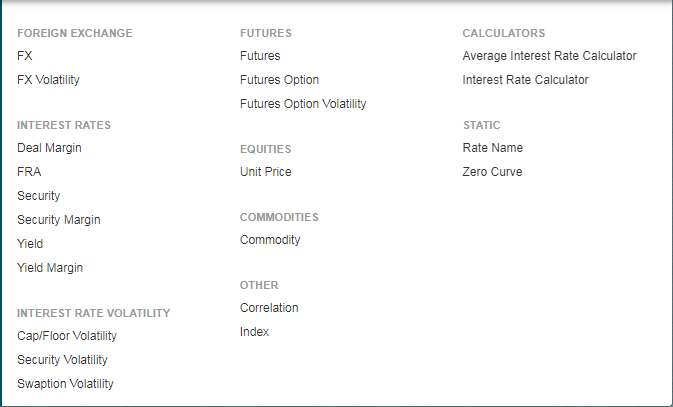 FOREIGN EXCHANGE
FX
FX Volatility
INTEREST RATES
Deal Margin
FRA
Security
Security Margin
Yield
Yield Margin
INTEREST RATE VOLATILITY
Cap/Floor Volatility
Security Volatility
Swaption Volatility
FUTURES
Futures
Futures Option
Futures Option Volatility
EQUITIES
Unit Price
COMMODITIES
Commodity
OTHER
Correlation
Index
CALCULATORS
Average Interest Rate Calculator
Interest Rate Calculator
STATIC
Rate Name
Zero Curve